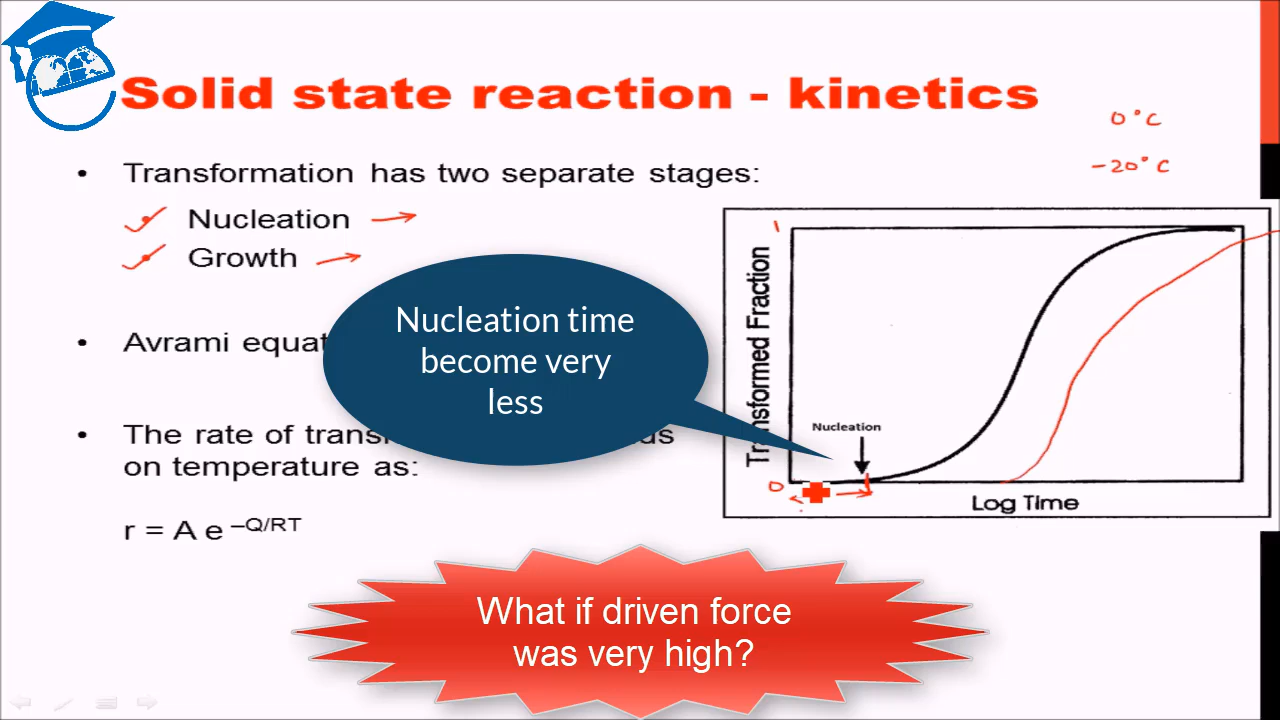 Solid state reaction - kinetics
0°C
-20°C
• Transformation has two separate stages:
Nucleation
Growth
• Avrami
• The rate of
on temperature as:
r = A e –Q/RT
Nucleation time
become very
less
1
Transformed Fraction
Nucleation
0
Log Time
What if driven force
was very high?